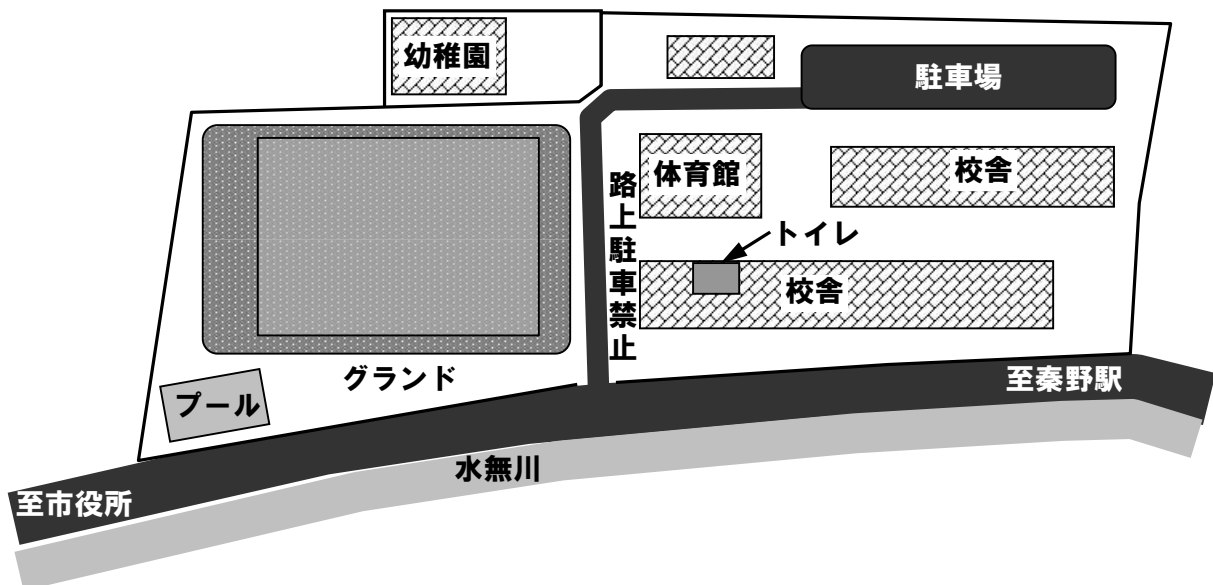 幼稚園
駐車場
体育館
校舎
路上駐車禁止
トイレ
校舎
グランド
至秦野駅
プール
水無川
至市役所